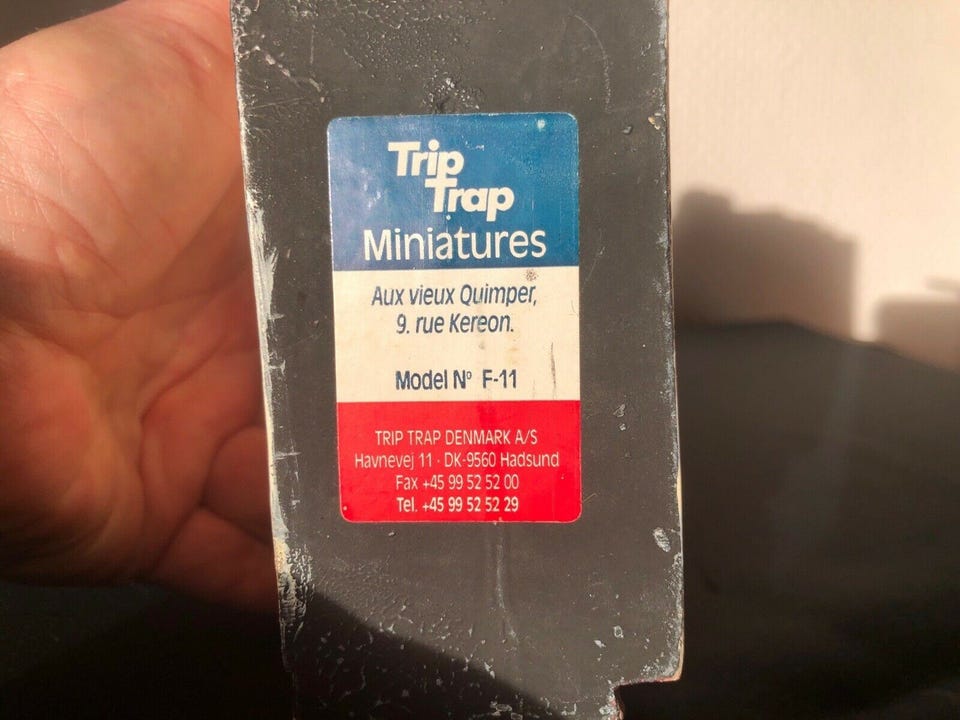 Trip
Trap
Miniatures
Aux vieux Quimper,
9. rue Kereon.
Model Nº F-11
TRIP TRAP DENMARK A/S
Havnevej 11 · DK-9560 Hadsund
Fax +45 99 52 52 00
Tel. +45 99 52 52 29